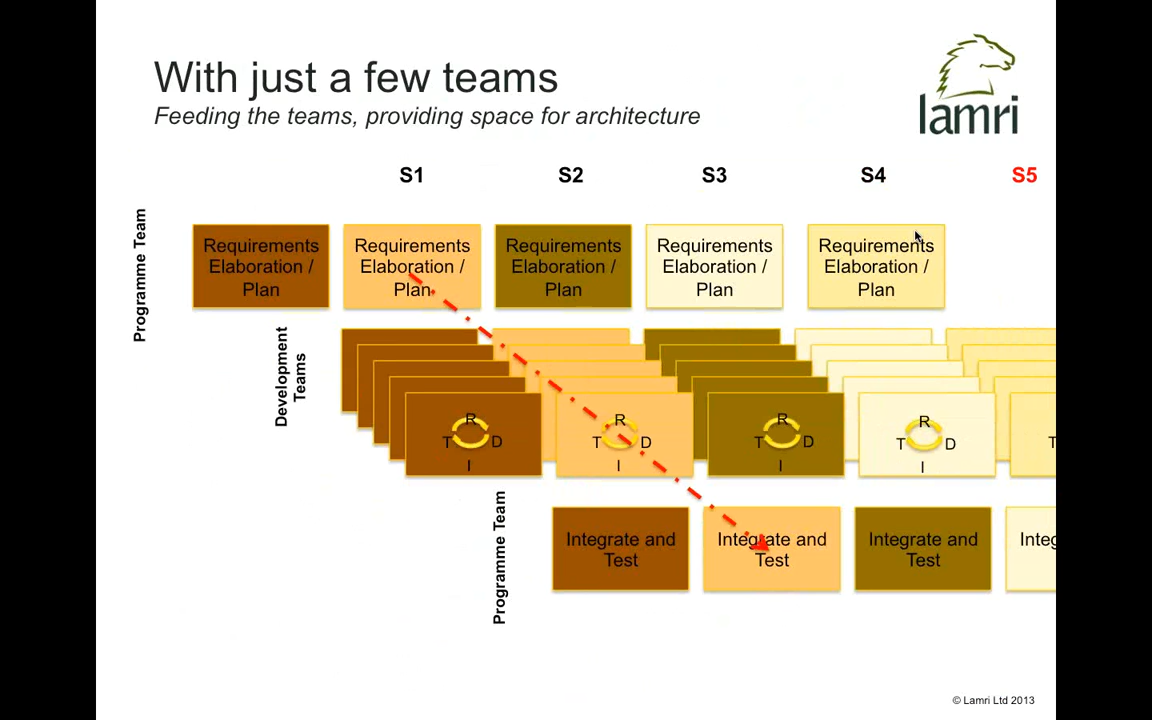 With just a few teams
Feeding the teams, providing space for architecture
lamri
S1
S2
S3
S4
S5
Programme Team
Requirements
Elaboration /
Plan
Requirements
Elaboration /
Plan
Requirements
Elaboration /
Plan
Requirements
Elaboration /
Plan
Requirements
Elaboration /
Plan
Development
Teams
R
T D
I
R
T D
I
R
T D
I
R
T D
I
T
Programme Team
Integrate and
Test
Integrate and
Test
Integrate and
Test
Integ
© Lamri Ltd 2013